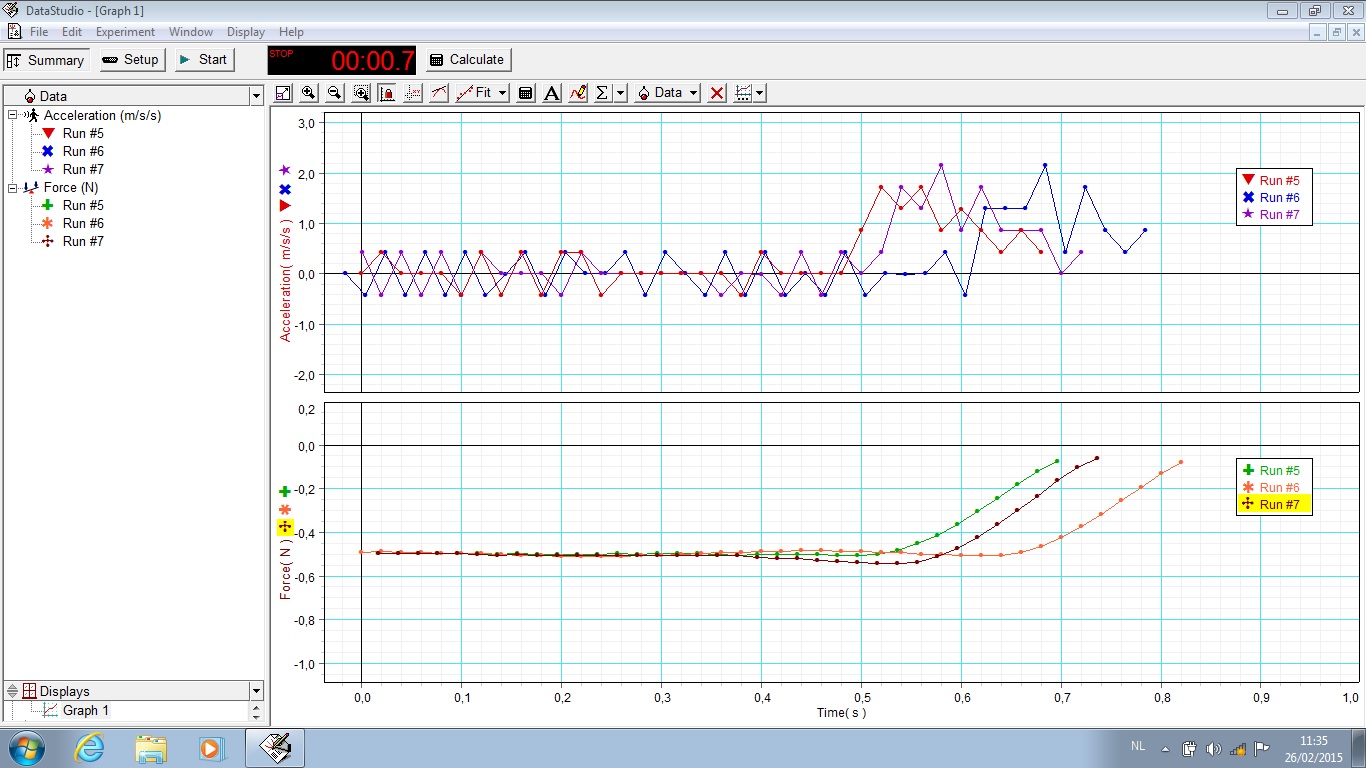 DataStudio - [Graph 1]
File Edit Experiment Window Display Help
Summary Setup Start STOP 00:00.7 Calculate
Data
Fit Σ Data
Acceleration (m/s/s)
Run #5
Run #6
Run #7
Force (N)
Run #5
Run #6
Run #7
Displays
Graph 1
3,0
2,0
1,0
0,0
-1,0
-2,0
Acceleration( m/s/s )
Run #5
Run #6
Run #7
0,2
0,0
-0,2
-0,4
-0,6
-0,8
-1,0
Force( N )
Run #5
Run #6
Run #7
0,0 0,1 0,2 0,3 0,4 0,5 0,6 0,7 0,8 0,9 1,0
Time( s )
NL
11:35
26/02/2015